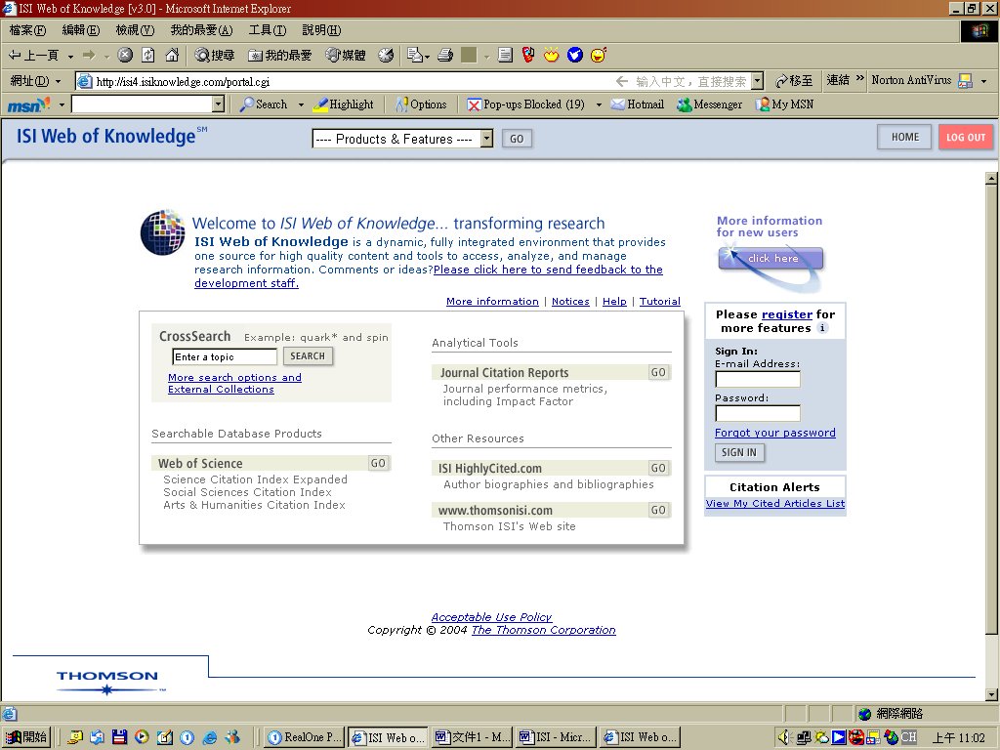 ISI Web of Knowledge [v3.0] - Microsoft Internet Explorer
檔案(F) 編輯(E) 檢視(V) 我的最愛(A) 工具(T) 說明(H)
上一頁 搜尋 我的最愛 媒體
網址(D) http://isi4.isiknowledge.com/portal.cgi 輸入中文，直接搜索 移至 連結 » Norton AntiVirus
msn Search Highlight Options Pop-ups Blocked (19) Hotmail Messenger My MSN
ISI Web of Knowledge SM ---- Products & Features ---- GO HOME LOG OUT
Welcome to ISI Web of Knowledge... transforming research
ISI Web of Knowledge is a dynamic, fully integrated environment that provides
one source for high quality content and tools to access, analyze, and manage
research information. Comments or ideas?Please click here to send feedback to the
development staff.
More information
for new users
click here
More information | Notices | Help | Tutorial
CrossSearch Example: quark* and spin
Enter a topic SEARCH
More search options and
External Collections
Searchable Database Products
Web of Science GO
Science Citation Index Expanded
Social Sciences Citation Index
Arts & Humanities Citation Index
Analytical Tools
Journal Citation Reports GO
Journal performance metrics,
including Impact Factor
Other Resources
ISI HighlyCited.com GO
Author biographies and bibliographies
www.thomsonisi.com GO
Thomson ISI's Web site
Please register for
more features i
Sign In:
E-mail Address:
Password:
Forgot your password
SIGN IN
Citation Alerts
View My Cited Articles List
Acceptable Use Policy
Copyright © 2004 The Thomson Corporation
THOMSON
網際網路
開始 RealOne P... ISI Web o... 文件1 - M... ISI - Micr... ISI Web o... CH 上午 11:02